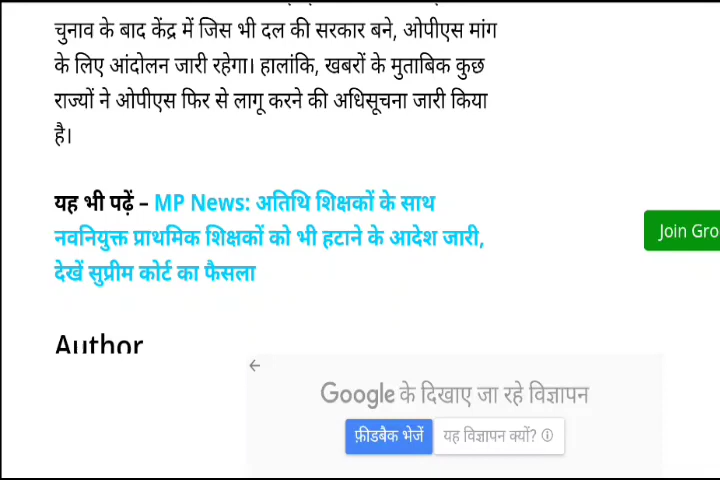 चुनाव के बाद केंद्र में जिस भी दल की सरकार बने, ओपीएस मांग
के लिए आंदोलन जारी रहेगा। हालांकि, खबरों के मुताबिक कुछ
राज्यों ने ओपीएस फिर से लागू करने की अधिसूचना जारी किया
है।
यह भी पढ़ें – MP News: अतिथि शिक्षकों के साथ
नवनियुक्त प्राथमिक शिक्षकों को भी हटाने के आदेश जारी,
देखें सुप्रीम कोर्ट का फैसला
Join Gro
Author
Google के दिखाए जा रहे विज्ञापन
फ़ीडबैक भेजें यह विज्ञापन क्यों?